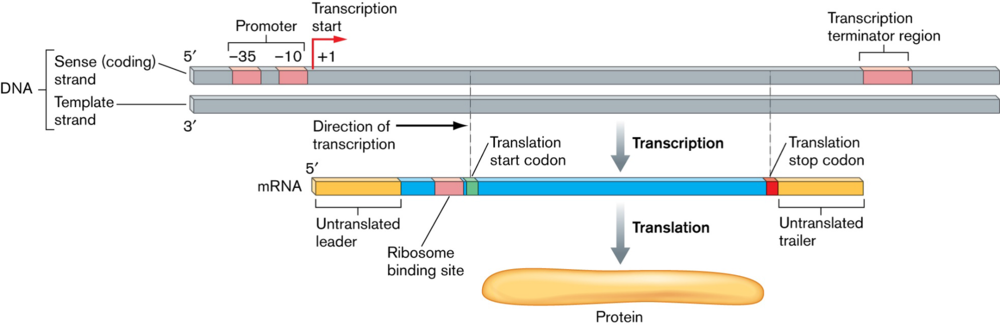 Promoter
Transcription
start
Transcription
terminator region
5′
−35
−10
+1
DNA
Sense (coding)
strand
Template
strand
3′
Direction of
transcription
Transcription
Translation
start codon
Translation
stop codon
5′
mRNA
Untranslated
leader
Ribosome
binding site
Translation
Untranslated
trailer
Protein